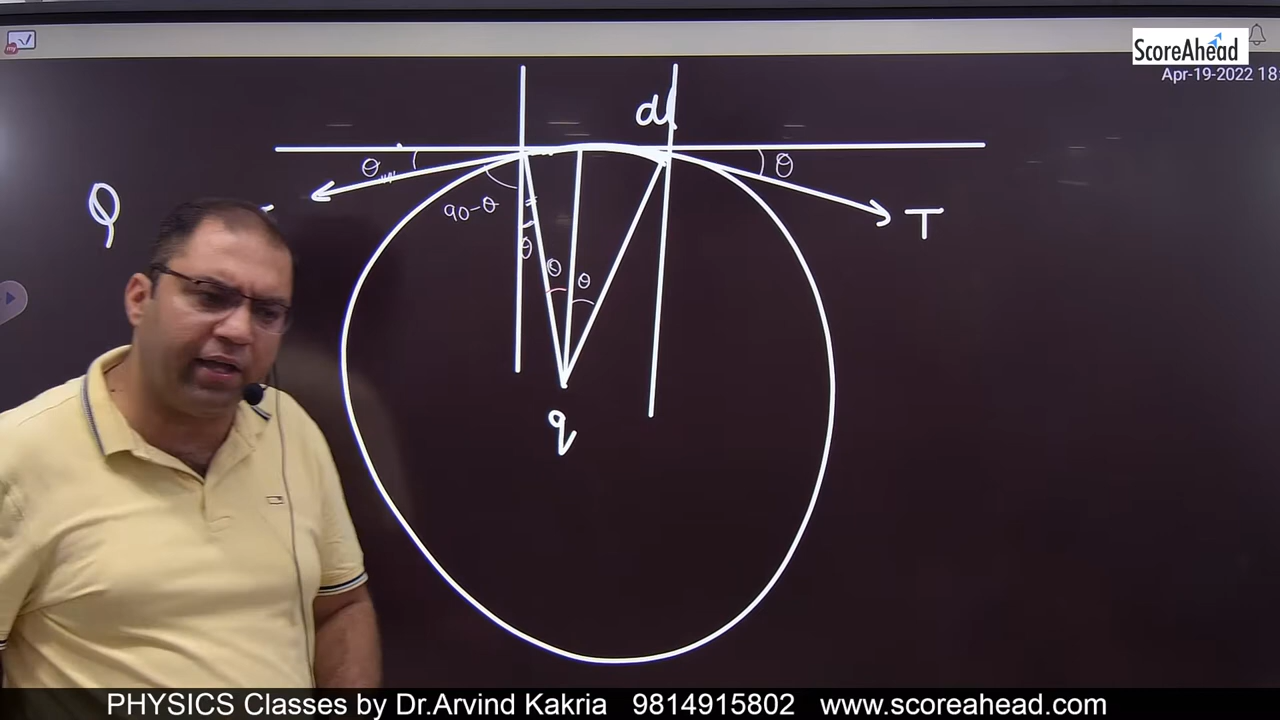 ScoreAhead
Apr-19-2022 18:
dl
θ
θ
Q
90-θ
T
θ
θ
θ
q
PHYSICS Classes by Dr.Arvind Kakria 9814915802 www.scoreahead.com